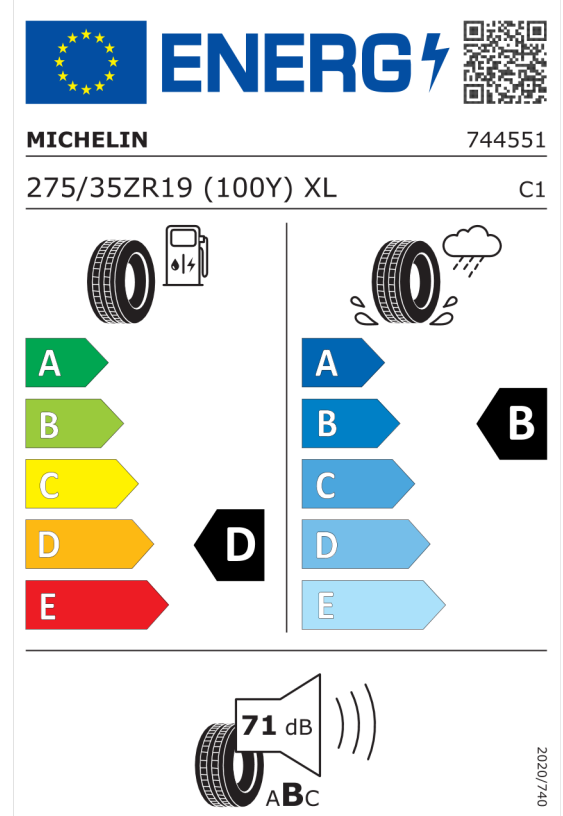 ENERG
MICHELIN 744551
275/35ZR19 (100Y) XL C1
A
B
C
D
E
D
A
B
C
D
E
B
71 dB
ABC
2020/740